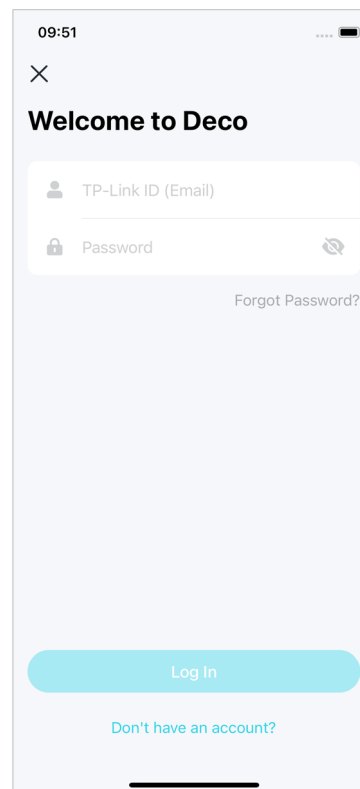 09:51
Welcome to Deco
TP-Link ID (Email)
Password
Forgot Password?
Log In
Don't have an account?